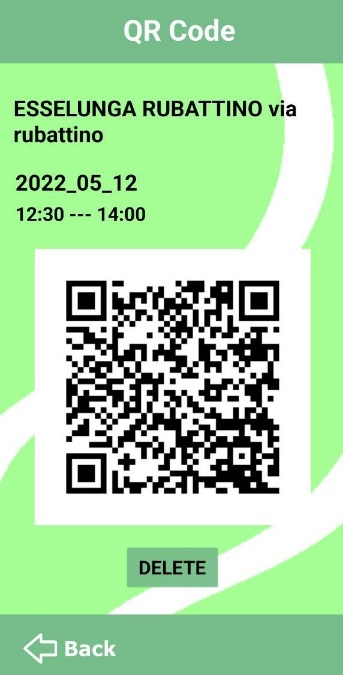 QR Code
ESSELUNGA RUBATTINO via
rubattino
2022_05_12
12:30 --- 14:00
DELETE
Back